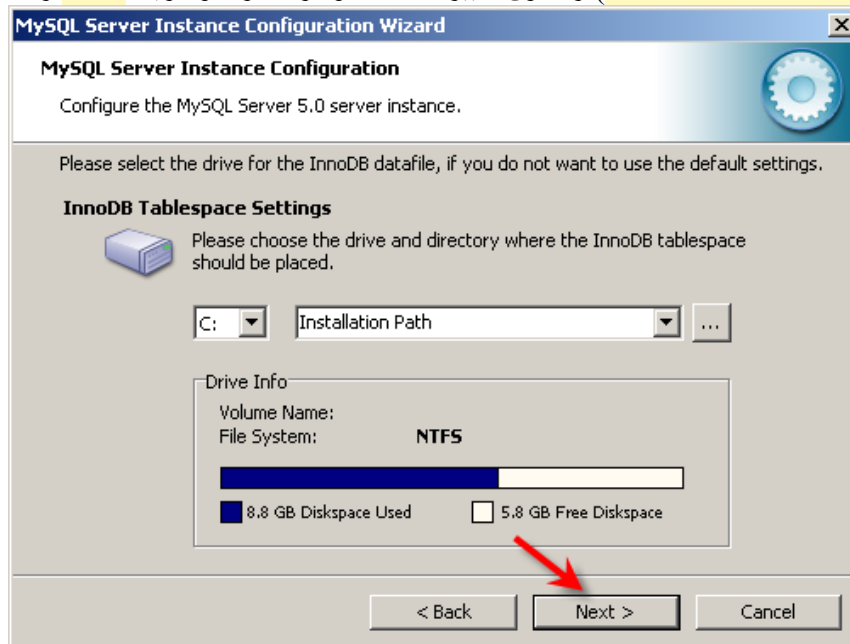 MySQL Server Instance Configuration Wizard
MySQL Server Instance Configuration
Configure the MySQL Server 5.0 server instance.
Please select the drive for the InnoDB datafile, if you do not want to use the default settings.
InnoDB Tablespace Settings
Please choose the drive and directory where the InnoDB tablespace
should be placed.
C: Installation Path ...
Drive Info
Volume Name:
File System: NTFS
8.8 GB Diskspace Used 5.8 GB Free Diskspace
< Back Next > Cancel